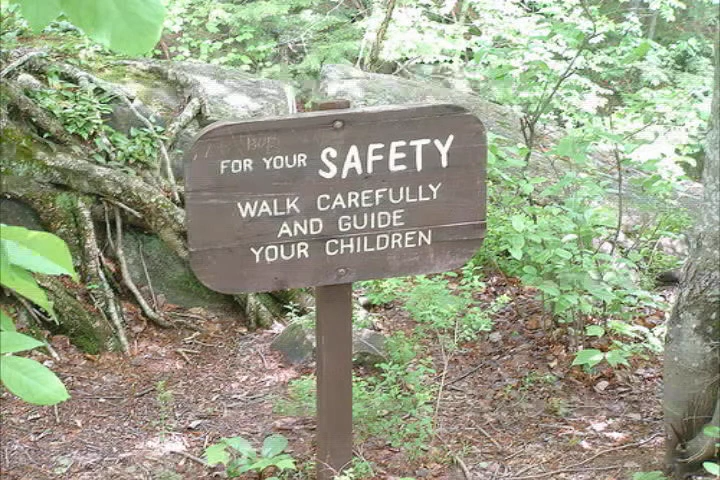 FOR YOUR SAFETY
WALK CAREFULLY
AND GUIDE
YOUR CHILDREN